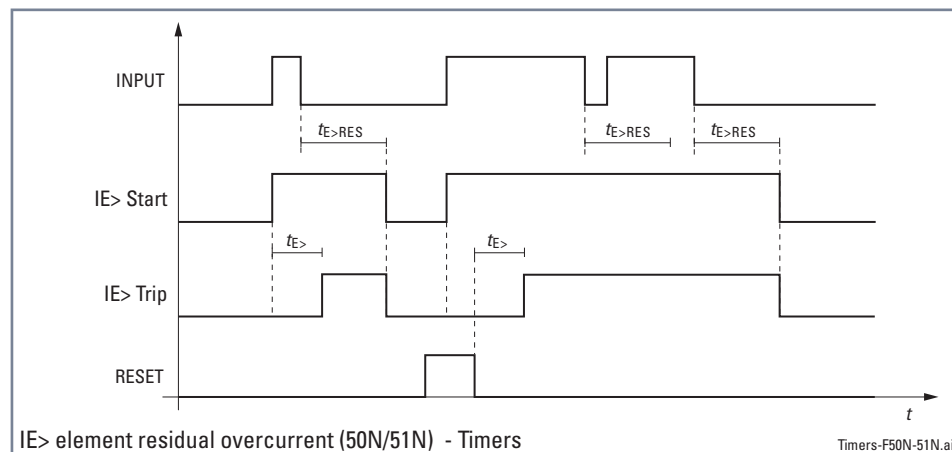 INPUT
tE>RES
tE>RES
tE>RES
IE> Start
tE>
tE>
IE> Trip
RESET
t
IE> element residual overcurrent (50N/51N) - Timers
Timers-F50N-51N.ai